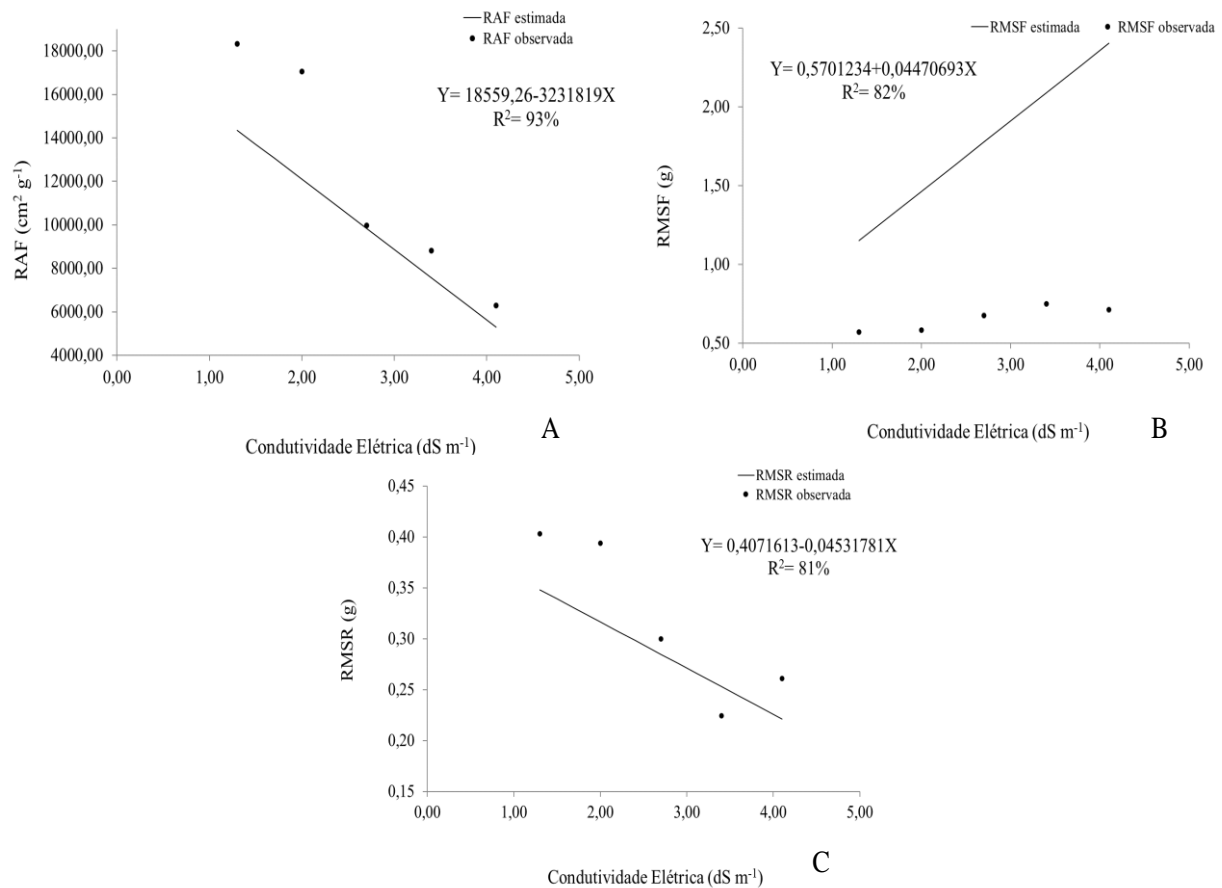 RAF estimada
RAF observada
Y= 18559,26-3231819X
R²= 93%
RAF (cm² g⁻¹)
18000,00
16000,00
14000,00
12000,00
10000,00
8000,00
6000,00
4000,00
0,00 1,00 2,00 3,00 4,00 5,00
Condutividade Elétrica (dS m⁻¹)
A
RMSF estimada RMSF observada
Y= 0,5701234+0,04470693X
R²= 82%
RMSF (g)
2,50
2,00
1,50
1,00
0,50
0,00 1,00 2,00 3,00 4,00 5,00
Condutividade Elétrica (dS m⁻¹)
B
RMSR estimada
RMSR observada
Y= 0,4071613-0,04531781X
R²= 81%
RMSR (g)
0,45
0,40
0,35
0,30
0,25
0,20
0,15
0,00 1,00 2,00 3,00 4,00 5,00
Condutividade Elétrica (dS m⁻¹)
C